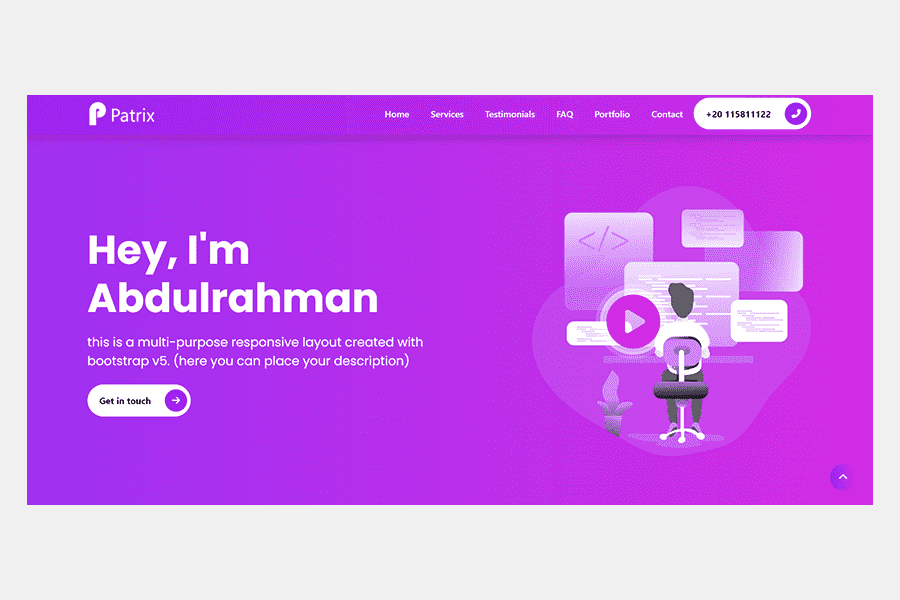 Patrix
Home Services Testimonials FAQ Portfolio Contact +20 115811122
Hey, I'm
Abdulrahman
this is a multi-purpose responsive layout created with
bootstrap v5. (here you can place your description)
Get in touch
</>